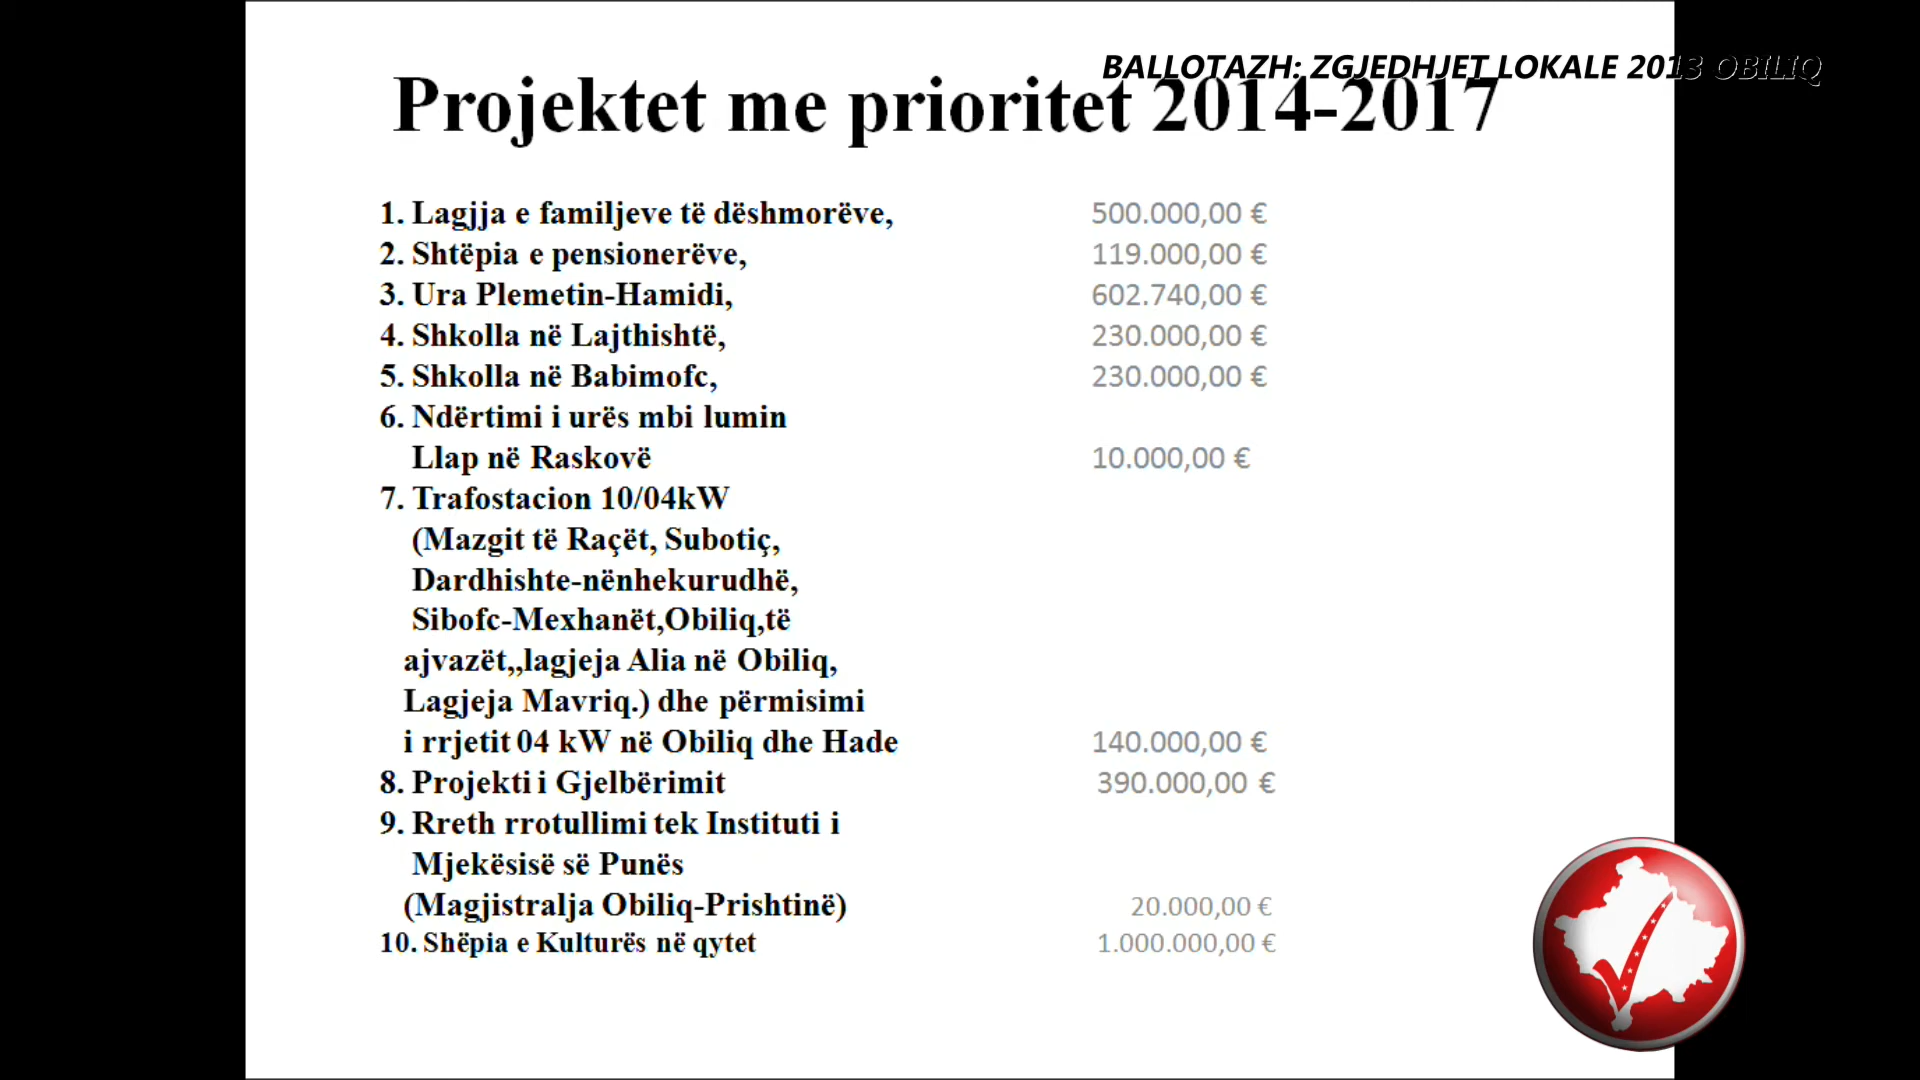 BALLOTAZH: ZGJEDHJET LOKALE 2013 OBILIQ
Projektet me prioritet 2014-2017
1. Lagjja e familjeve të dëshmorëve, 500.000,00 €
2. Shtëpia e pensionerëve, 119.000,00 €
3. Ura Plemetin-Hamidi, 602.740,00 €
4. Shkolla në Lajthishtë, 230.000,00 €
5. Shkolla në Babimofc, 230.000,00 €
6. Ndërtimi i urës mbi lumin
Llap në Raskovë 10.000,00 €
7. Trafostacion 10/04kW
(Mazgit të Raçët, Subotiç,
Dardhishte-nënhekurudhë,
Sibofc-Mexhanët,Obiliq,të
ajvazët,,lagjeja Alia në Obiliq,
Lagjeja Mavriq.) dhe përmisimi
i rrjetit 04 kW në Obiliq dhe Hade 140.000,00 €
8. Projekti i Gjelbërimit 390.000,00 €
9. Rreth rrotullimi tek Instituti i
Mjekësisë së Punës
(Magjistralja Obiliq-Prishtinë) 20.000,00 €
10. Shëpia e Kulturës në qytet 1.000.000,00 €